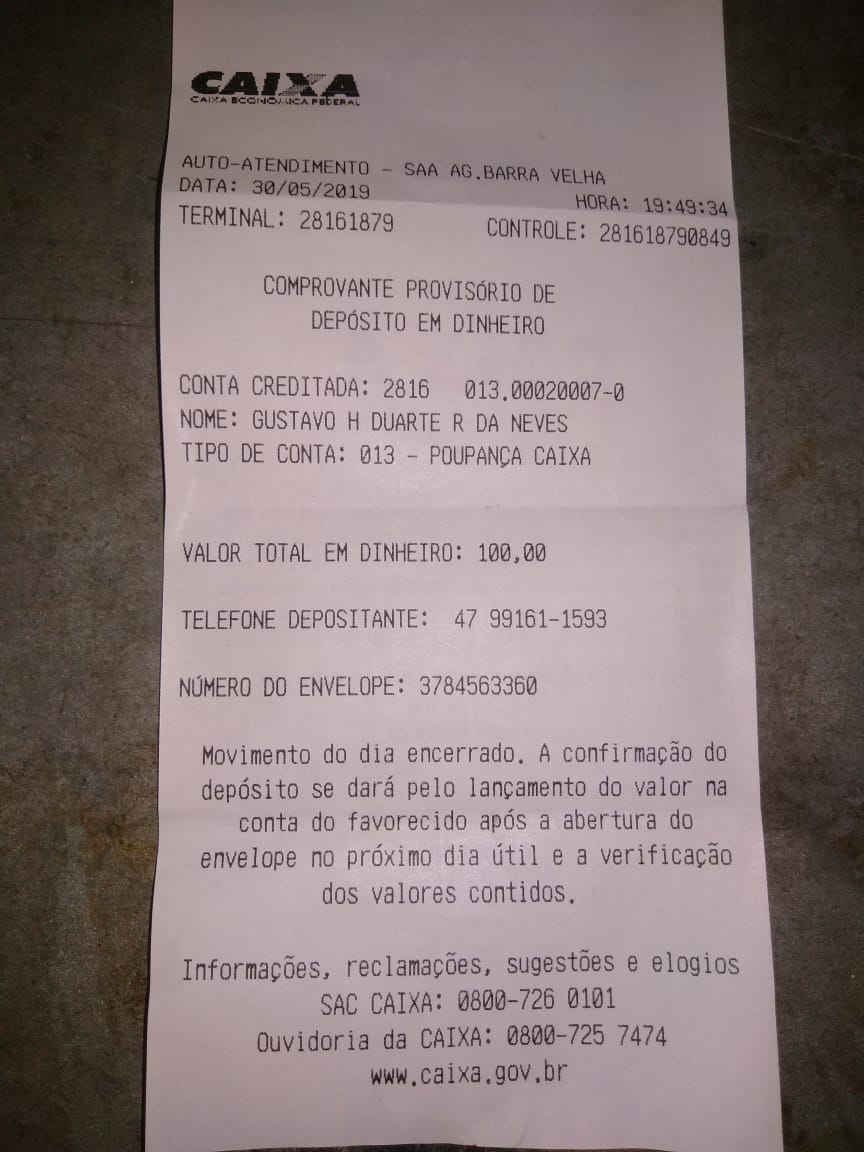 CAIXA
CAIXA ECONÔMICA FEDERAL
AUTO-ATENDIMENTO - SAA AG.BARRA VELHA
DATA: 30/05/2019 HORA: 19:49:34
TERMINAL: 28161879 CONTROLE: 281618790849
COMPROVANTE PROVISÓRIO DE
DEPÓSITO EM DINHEIRO
CONTA CREDITADA: 2816 013.00020007-0
NOME: GUSTAVO H DUARTE R DA NEVES
TIPO DE CONTA: 013 - POUPANÇA CAIXA
VALOR TOTAL EM DINHEIRO: 100,00
TELEFONE DEPOSITANTE: 47 99161-1593
NÚMERO DO ENVELOPE: 3784563360
Movimento do dia encerrado. A confirmação do
depósito se dará pelo lançamento do valor na
conta do favorecido após a abertura do
envelope no próximo dia útil e a verificação
dos valores contidos.
Informações, reclamações, sugestões e elogios
SAC CAIXA: 0800-726 0101
Ouvidoria da CAIXA: 0800-725 7474
www.caixa.gov.br